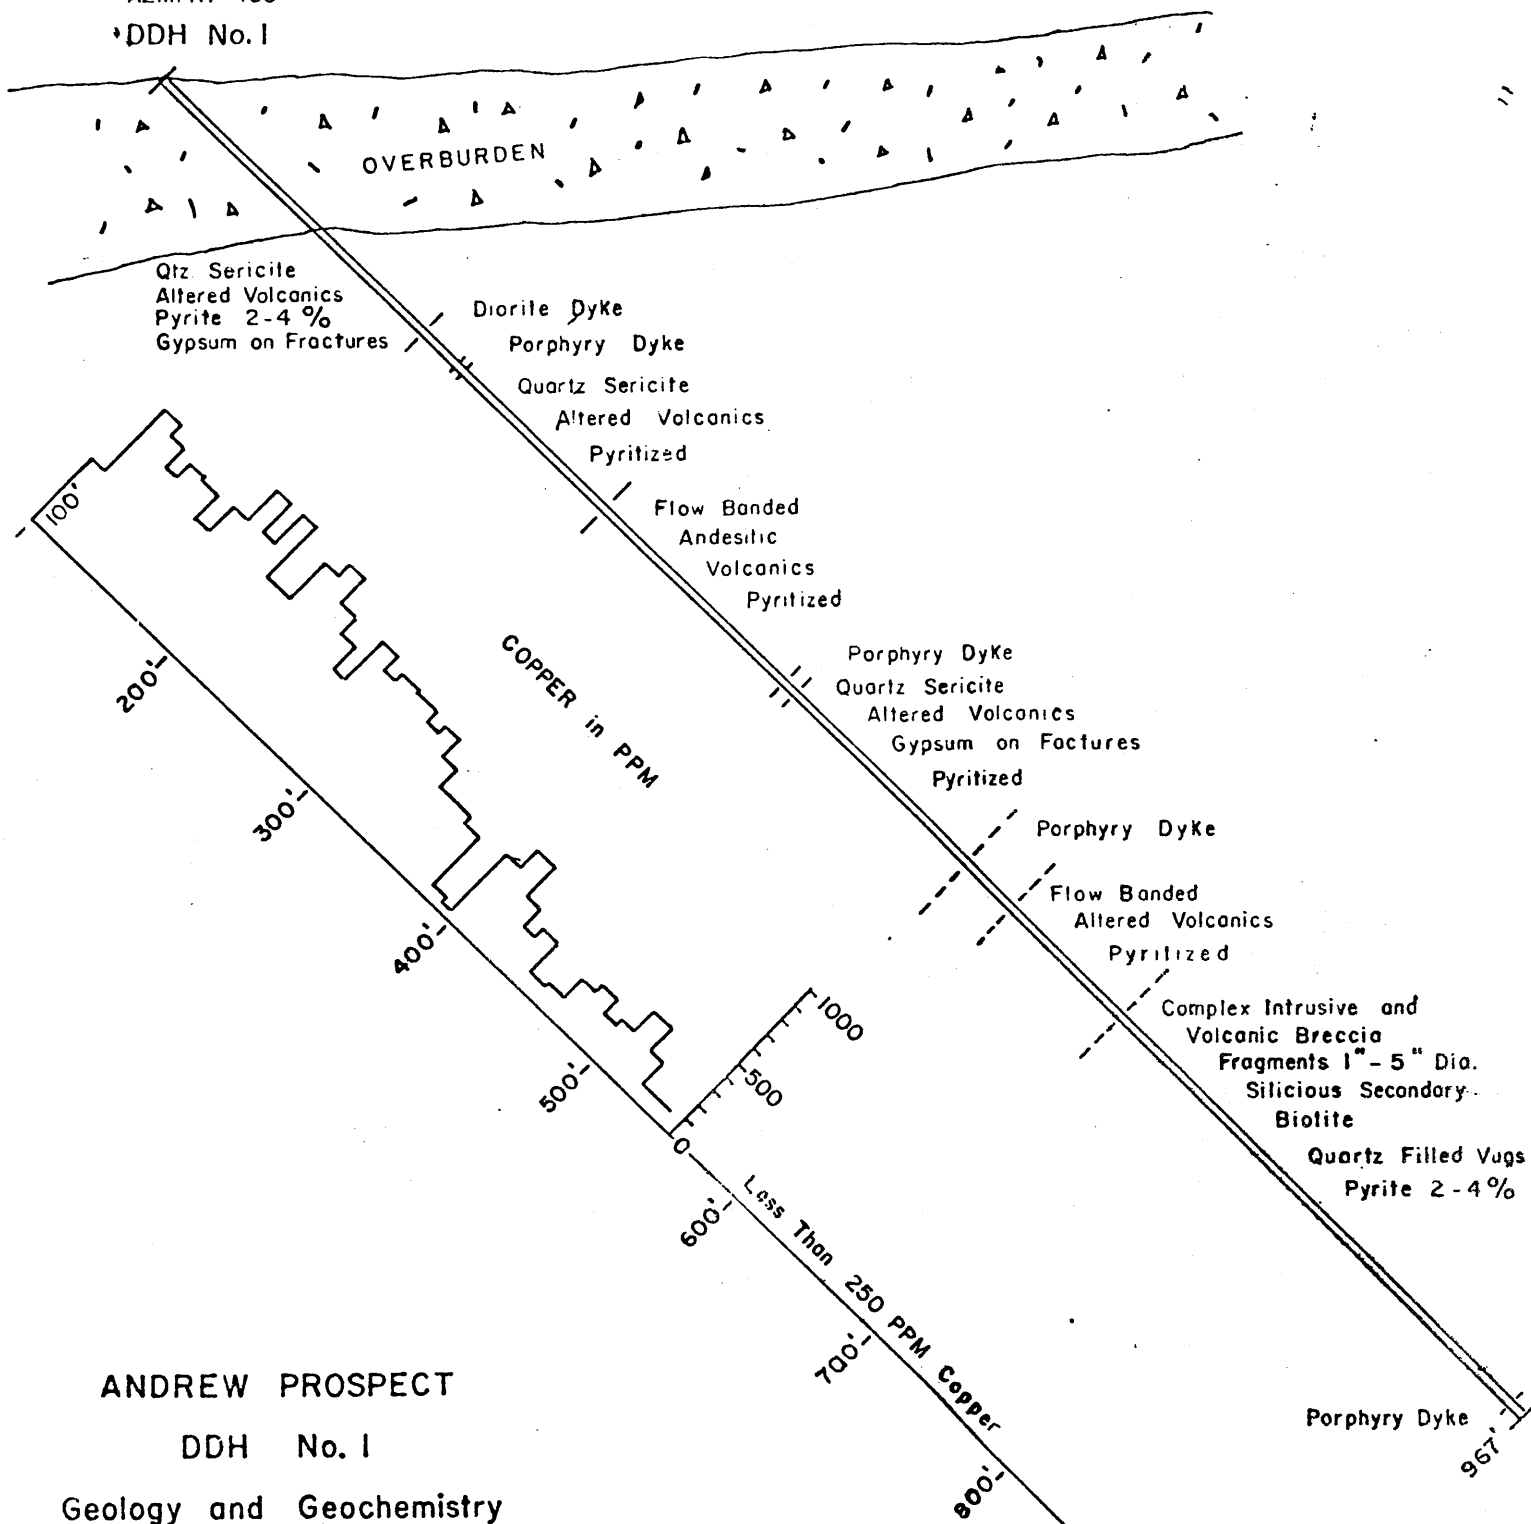 DDH No. 1
OVERBURDEN
Qtz Sericite
Altered Volcanics
Pyrite 2-4 %
Gypsum on Fractures
Diorite Dyke
Porphyry Dyke
Quartz Sericite
Altered Volcanics
Pyritized
Flow Banded
Andesitic
Volcanics
Pyritized
Porphyry Dyke
Quartz Sericite
Altered Volcanics
Gypsum on Factures
Pyritized
Porphyry Dyke
Flow Banded
Altered Volcanics
Pyritized
Complex Intrusive and
Volcanic Breccia
Fragments 1" - 5" Dia.
Silicious Secondary
Biotite
Quartz Filled Vugs
Pyrite 2-4%
Porphyry Dyke
967'
COPPER in PPM
100'
200'
300'
400'
500'
600'
700'
800'
0
500
1000
Less Than 250 PPM Copper
ANDREW PROSPECT
DDH No. 1
Geology and Geochemistry